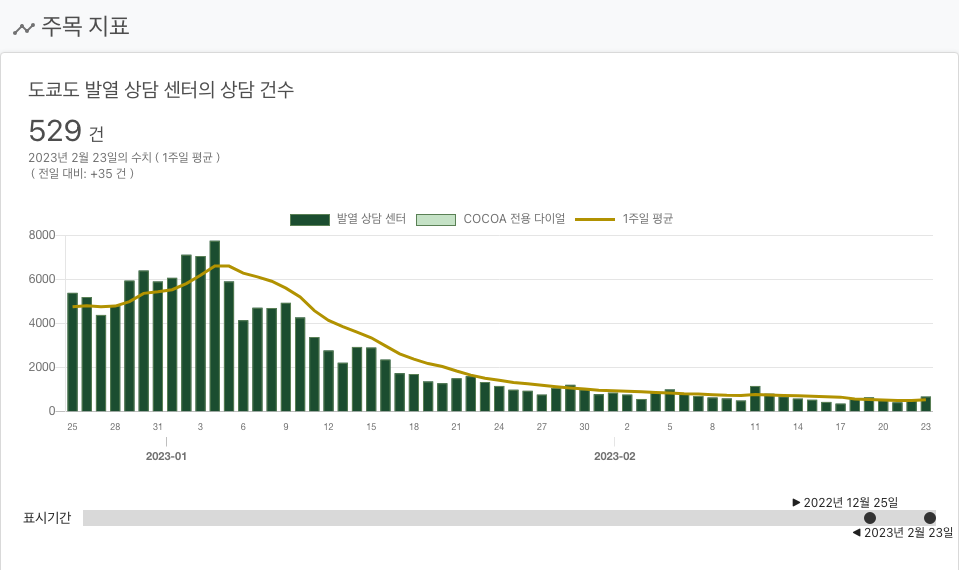 주목 지표
도쿄도 발열 상담 센터의 상담 건수
529 건
2023년 2월 23일의 수치 ( 1주일 평균 )
( 전일 대비: +35 건 )
발열 상담 센터 COCOA 전용 다이얼 1주일 평균
8000
6000
4000
2000
0
25 28 31 3 6 9 12 15 18 21 24 27 30 2 5 8 11 14 17 20 23
2023-01 2023-02
▶ 2022년 12월 25일
표시기간
◀ 2023년 2월 23일